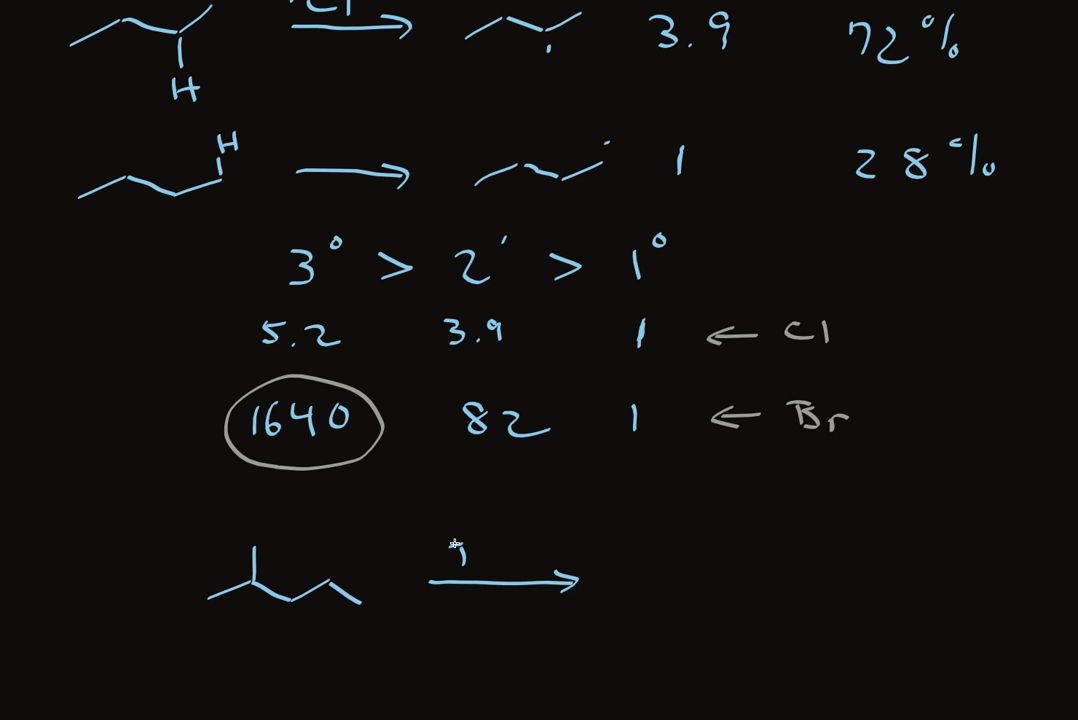 Cl
3.9 72%
H
H
1 28%
3° > 2' > 1°
5.2 3.9 1 ← Cl
1640 82 1 ← Br